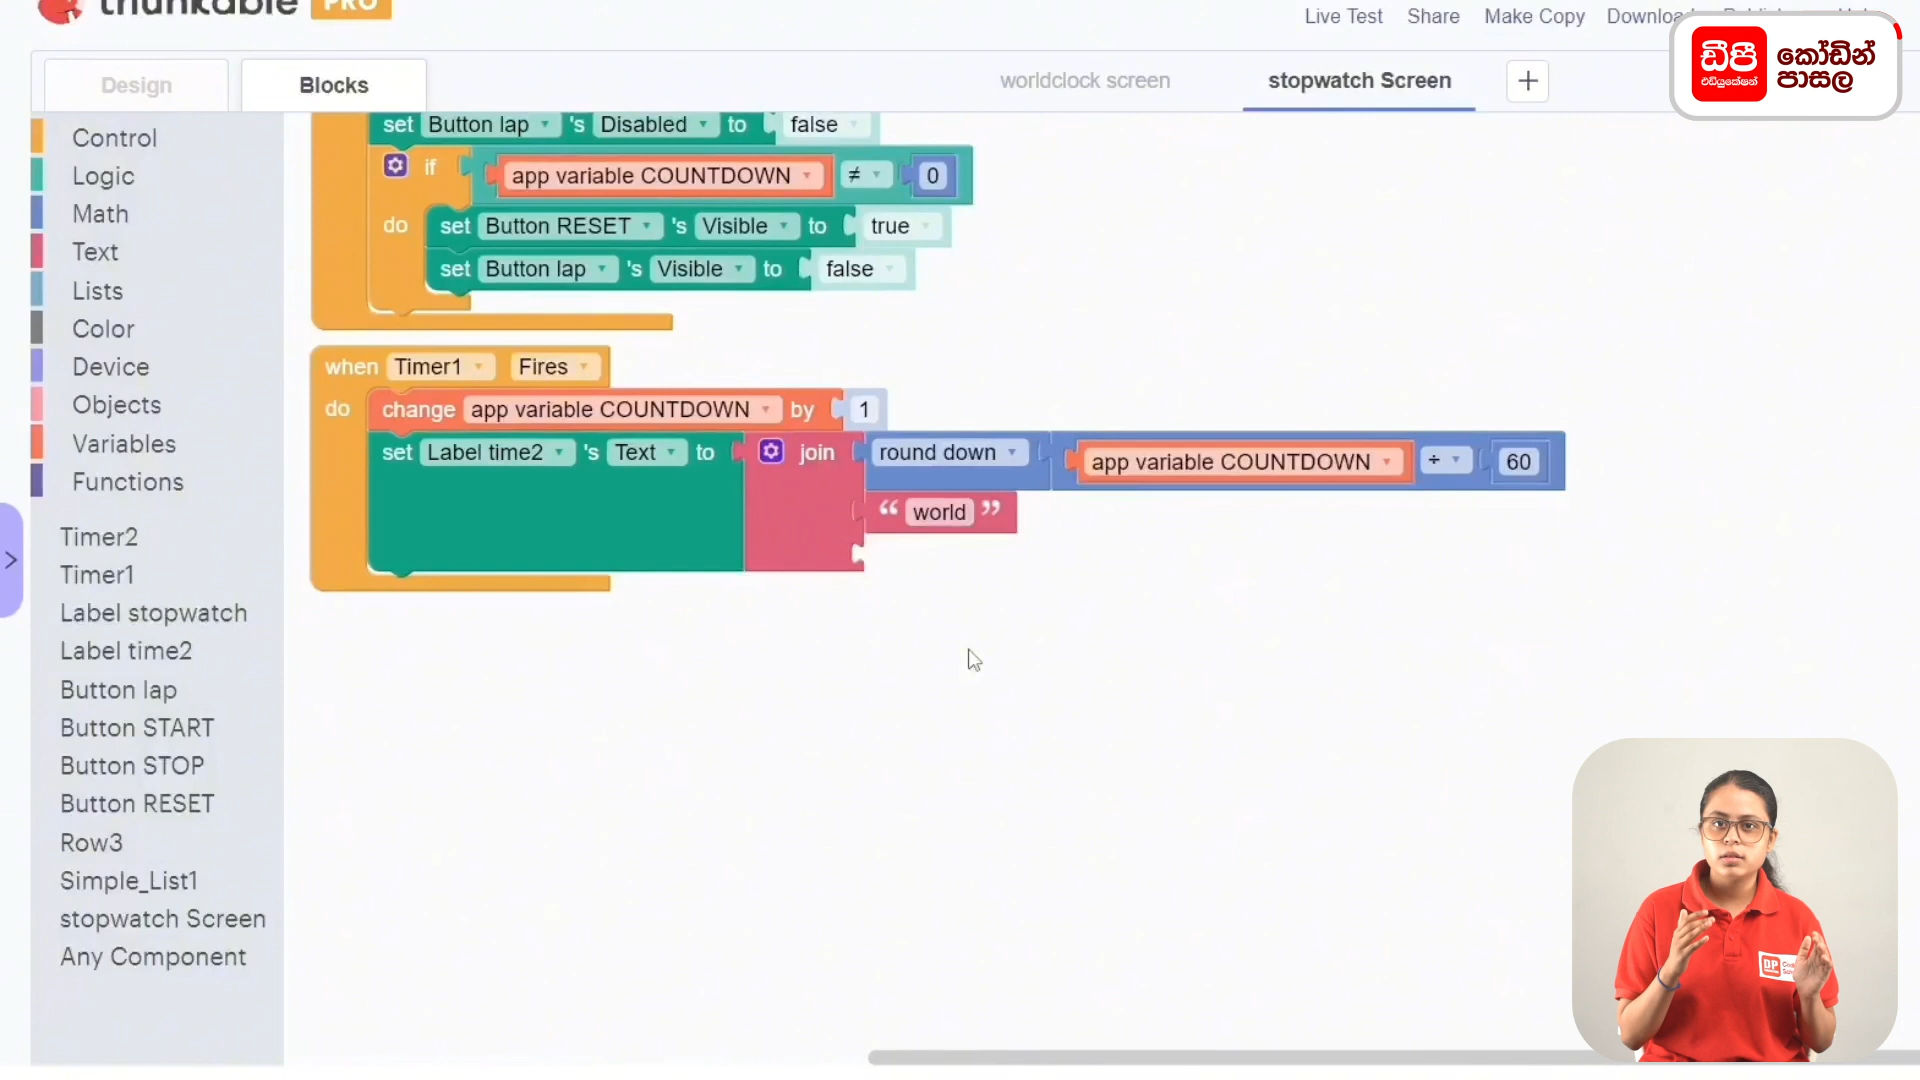 thunkable PRO
Live Test Share Make Copy Download
ඩීපී
එඩියුකේෂන්
කෝඩින්
පාසල
Design Blocks
worldclock screen stopwatch Screen +
Control
Logic
Math
Text
Lists
Color
Device
Objects
Variables
Functions
Timer2
Timer1
Label stopwatch
Label time2
Button lap
Button START
Button STOP
Button RESET
Row3
Simple_List1
stopwatch Screen
Any Component
set Button lap 's Disabled to false
if app variable COUNTDOWN ≠ 0
do set Button RESET 's Visible to true
set Button lap 's Visible to false
when Timer1 Fires
do change app variable COUNTDOWN by 1
set Label time2 's Text to join round down app variable COUNTDOWN ÷ 60
“ world ”
DP